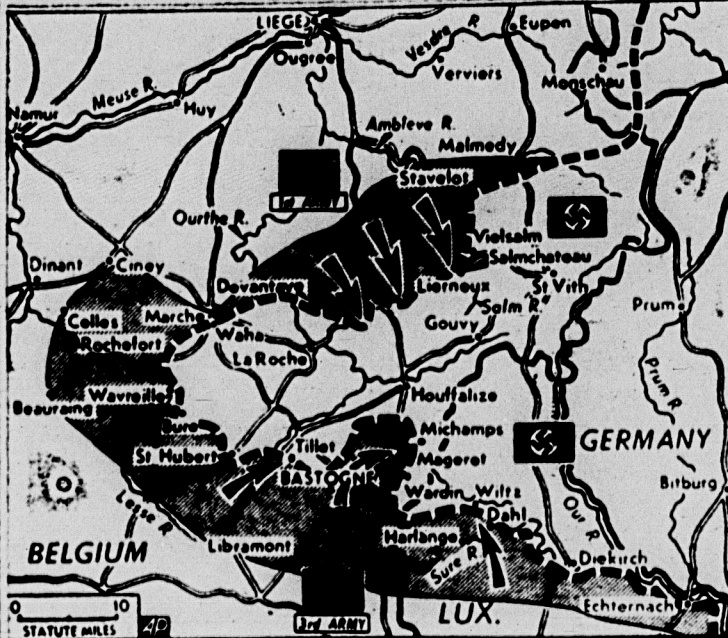 LIEGE
Ougree
Vesdre R.
Eupen
Verviers
Monschau
Namur
Meuse R.
Huy
Ambleve R.
Malmedy
Stavelot
1st ARMY
Ourthe R.
Vielsalm
Salmchateau
Dinant
Ciney
Devantave
Lierneux
St Vith
Salm R.
Prum
Celles
Marche
Gouvy
Rochefort
Waha
La Roche
Prum R.
Wavreille
Houffalize
Beauraing
Bure
Michamps
GERMANY
St Hubert
Tillet
Mageret
BASTOGNE
Bitburg
Wardin
Wiltz
Lesse R.
Dahl
Our R.
BELGIUM
Libramont
Harlange
Sure R.
Diekirch
Echternach
0 10
STATUTE MILES
AP
3rd ARMY
LUX.